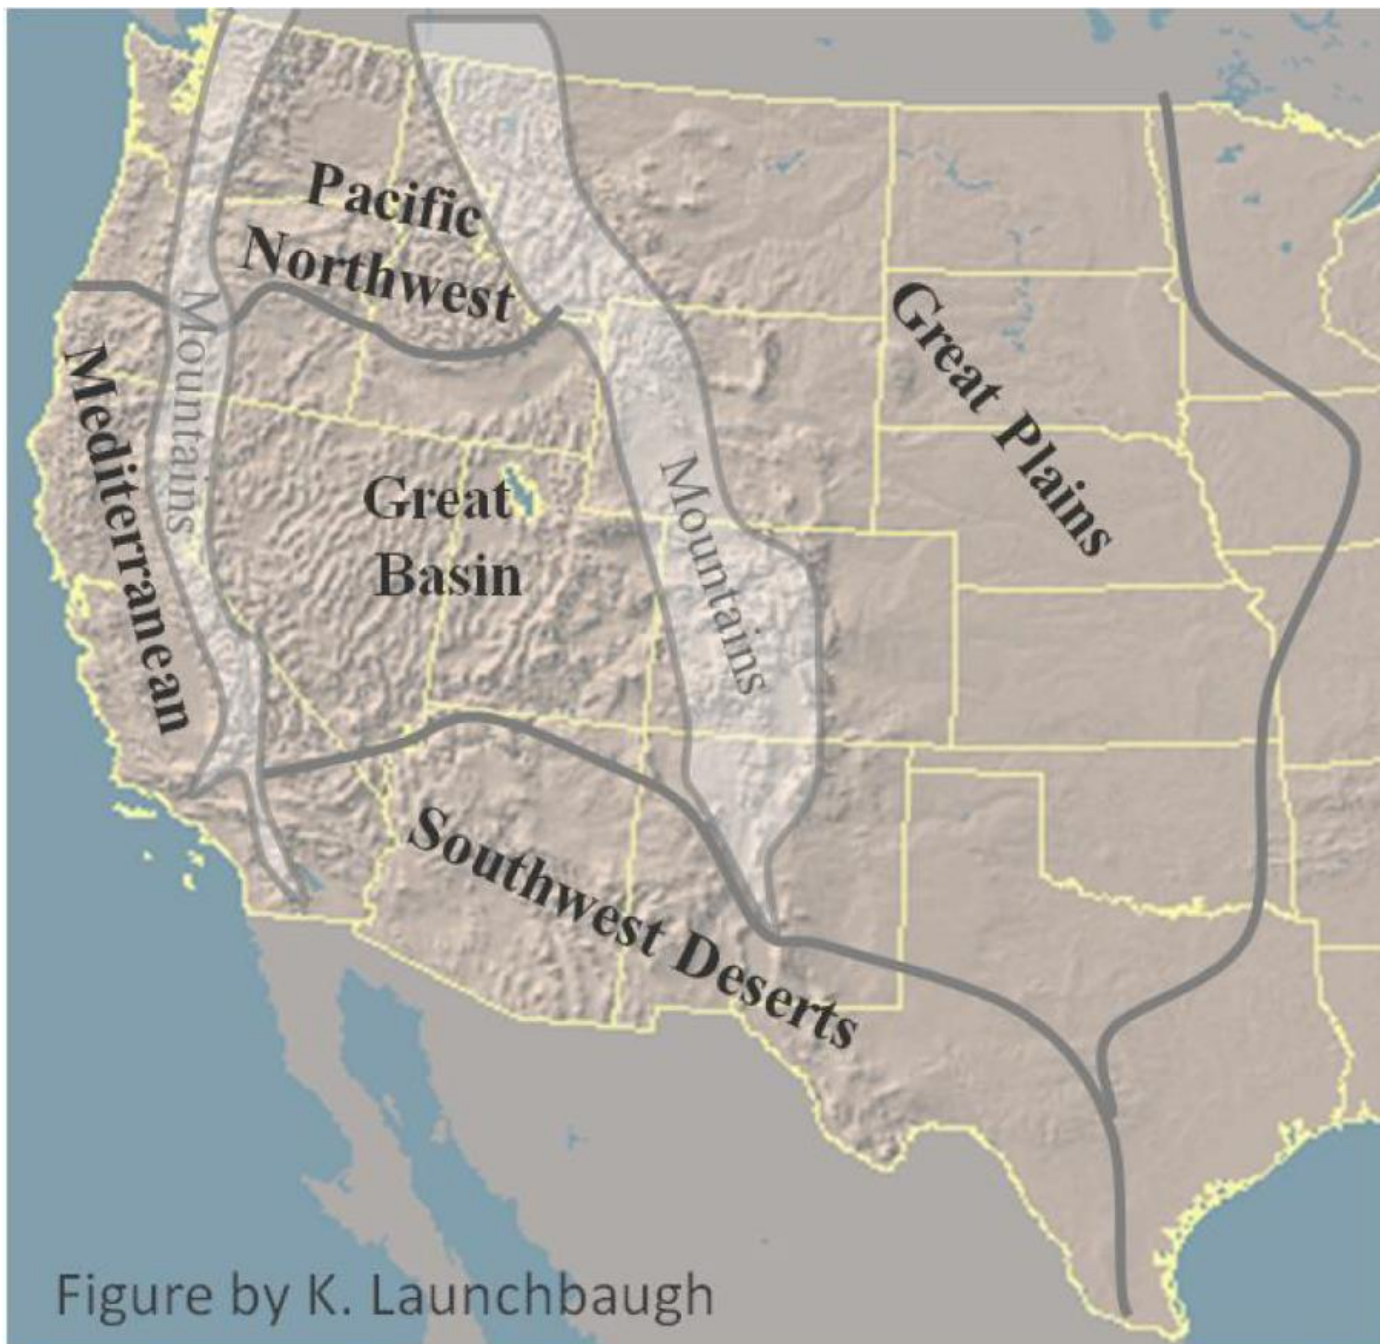 Pacific
Northwest
Mountains
Mediterranean
Great
Basin
Mountains
Great Plains
Southwest Deserts
Figure by K. Launchbaugh